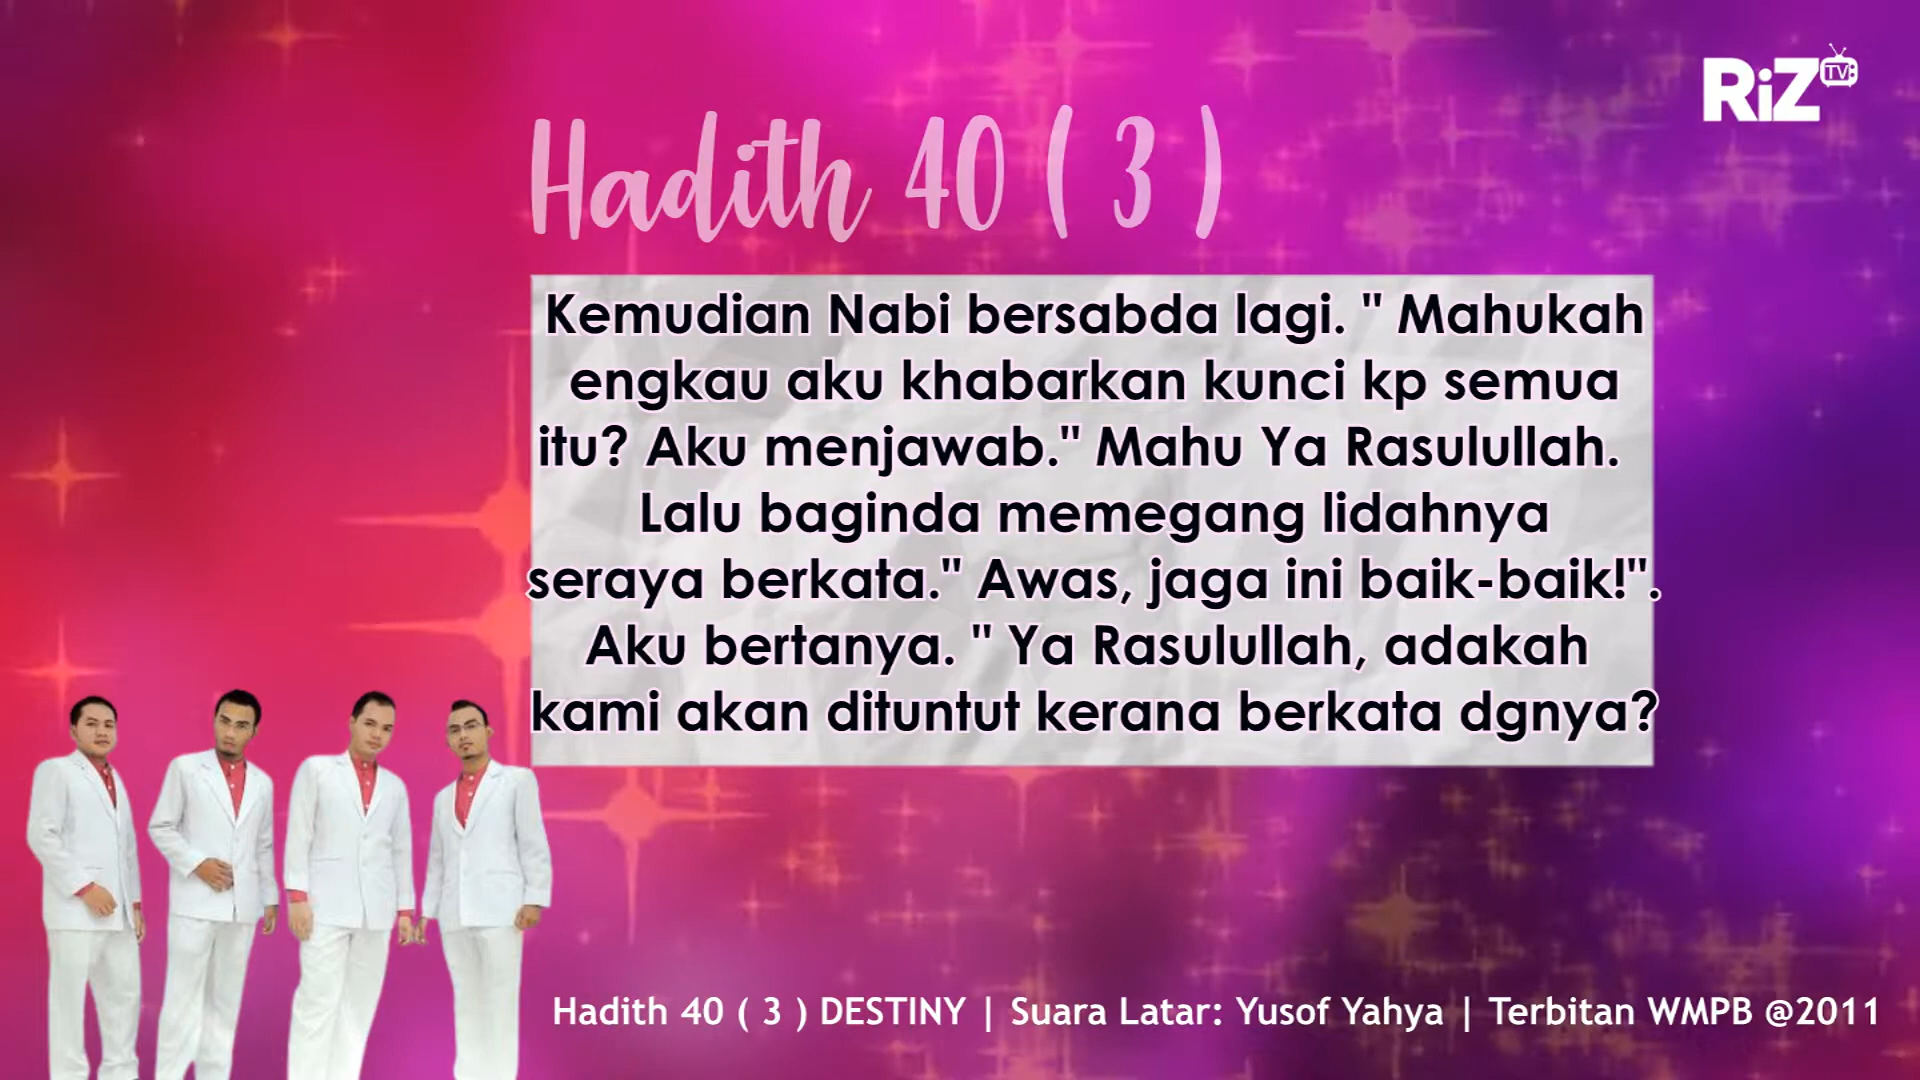 RiZ TV
Hadith 40 ( 3 )
Kemudian Nabi bersabda lagi. " Mahukah
engkau aku khabarkan kunci kp semua
itu? Aku menjawab." Mahu Ya Rasulullah.
Lalu baginda memegang lidahnya
seraya berkata." Awas, jaga ini baik-baik!".
Aku bertanya. " Ya Rasulullah, adakah
kami akan dituntut kerana berkata dgnya?
Hadith 40 ( 3 ) DESTINY | Suara Latar: Yusof Yahya | Terbitan WMPB @2011